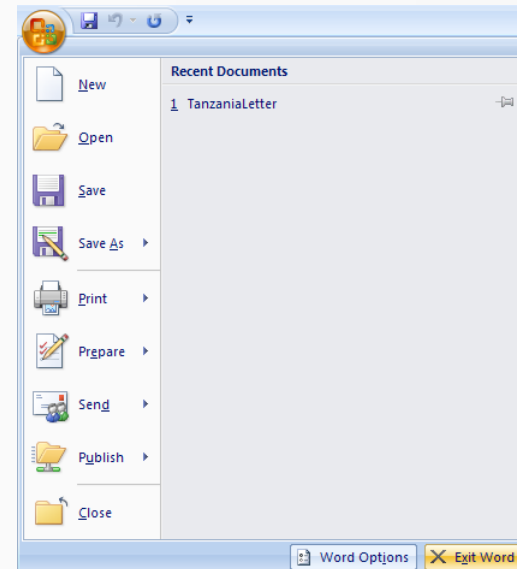 New
Open
Save
Save As
Print
Prepare
Send
Publish
Close
Recent Documents
1 TanzaniaLetter
Word Options
Exit Word